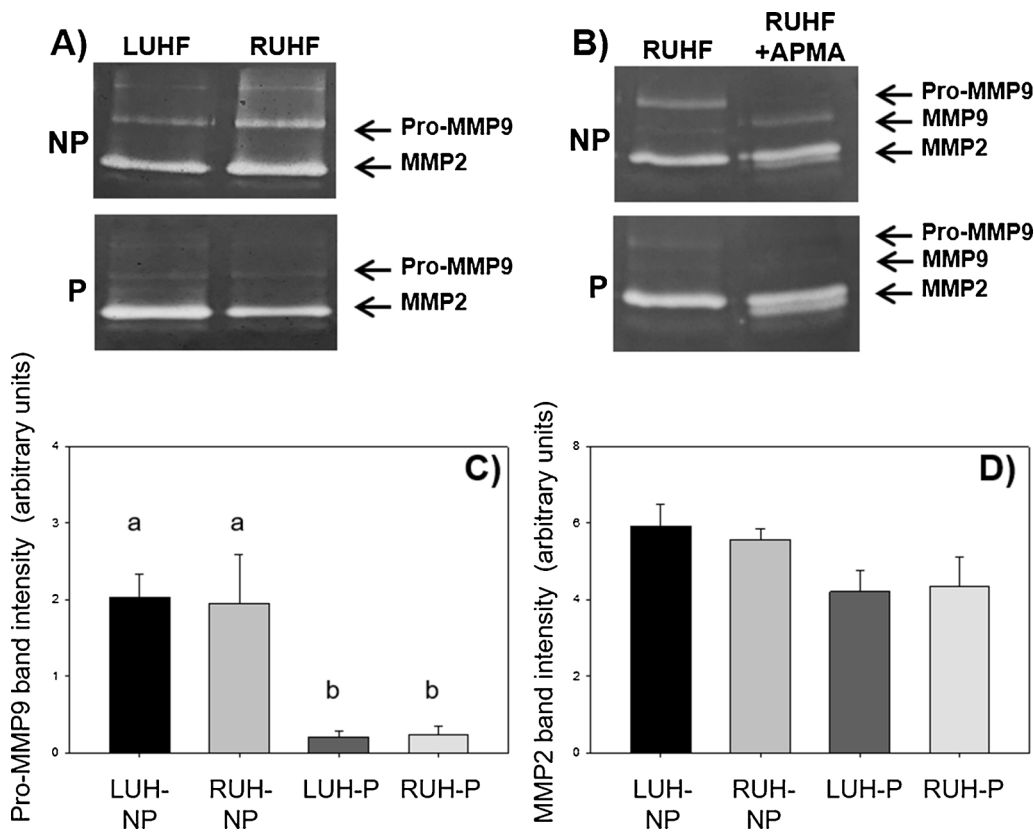 A)
LUHF
RUHF
NP
Pro-MMP9
MMP2
P
Pro-MMP9
MMP2
B)
RUHF
RUHF
+APMA
NP
Pro-MMP9
MMP9
MMP2
P
Pro-MMP9
MMP9
MMP2
C)
Pro-MMP9 band intensity (arbitrary units)
4
3
2
1
0
a
a
b
b
LUH-
NP
RUH-
NP
LUH-P
RUH-P
D)
MMP2 band intensity (arbitrary units)
8
6
4
2
0
LUH-
NP
RUH-
NP
LUH-P
RUH-P